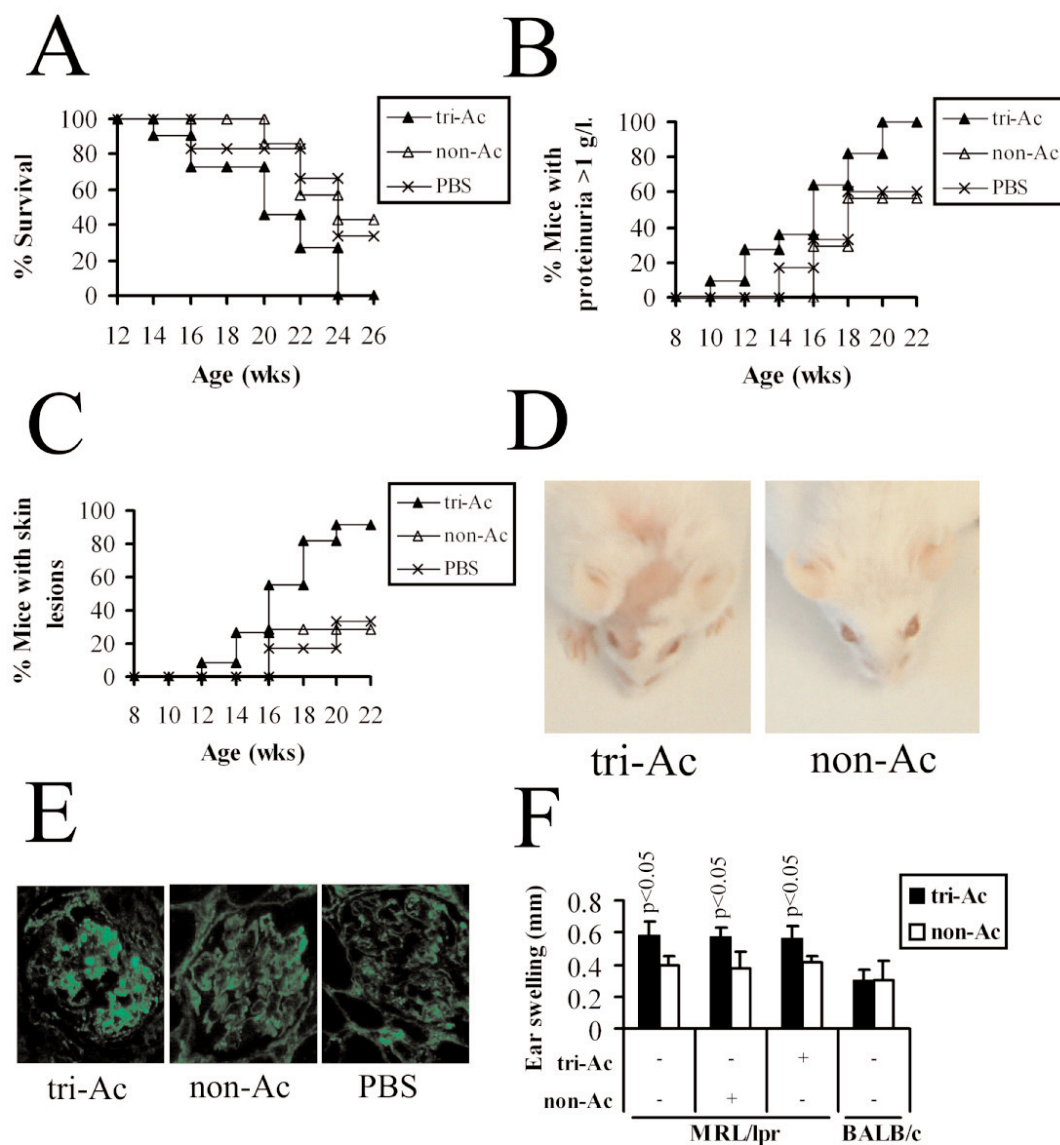 A
tri-Ac
non-Ac
PBS
% Survival
100
80
60
40
20
0
12 14 16 18 20 22 24 26
Age (wks)
B
tri-Ac
non-Ac
PBS
% Mice with
proteinuria >1 g/l.
100
80
60
40
20
0
8 10 12 14 16 18 20 22
Age (wks)
C
tri-Ac
non-Ac
PBS
% Mice with skin
lesions
100
80
60
40
20
0
8 10 12 14 16 18 20 22
Age (wks)
D
tri-Ac non-Ac
E
tri-Ac non-Ac PBS
F
tri-Ac
non-Ac
Ear swelling (mm)
0.8
0.6
0.4
0.2
0
p<0.05
p<0.05
p<0.05
tri-Ac - - + -
non-Ac - + - -
MRL/lpr BALB/c